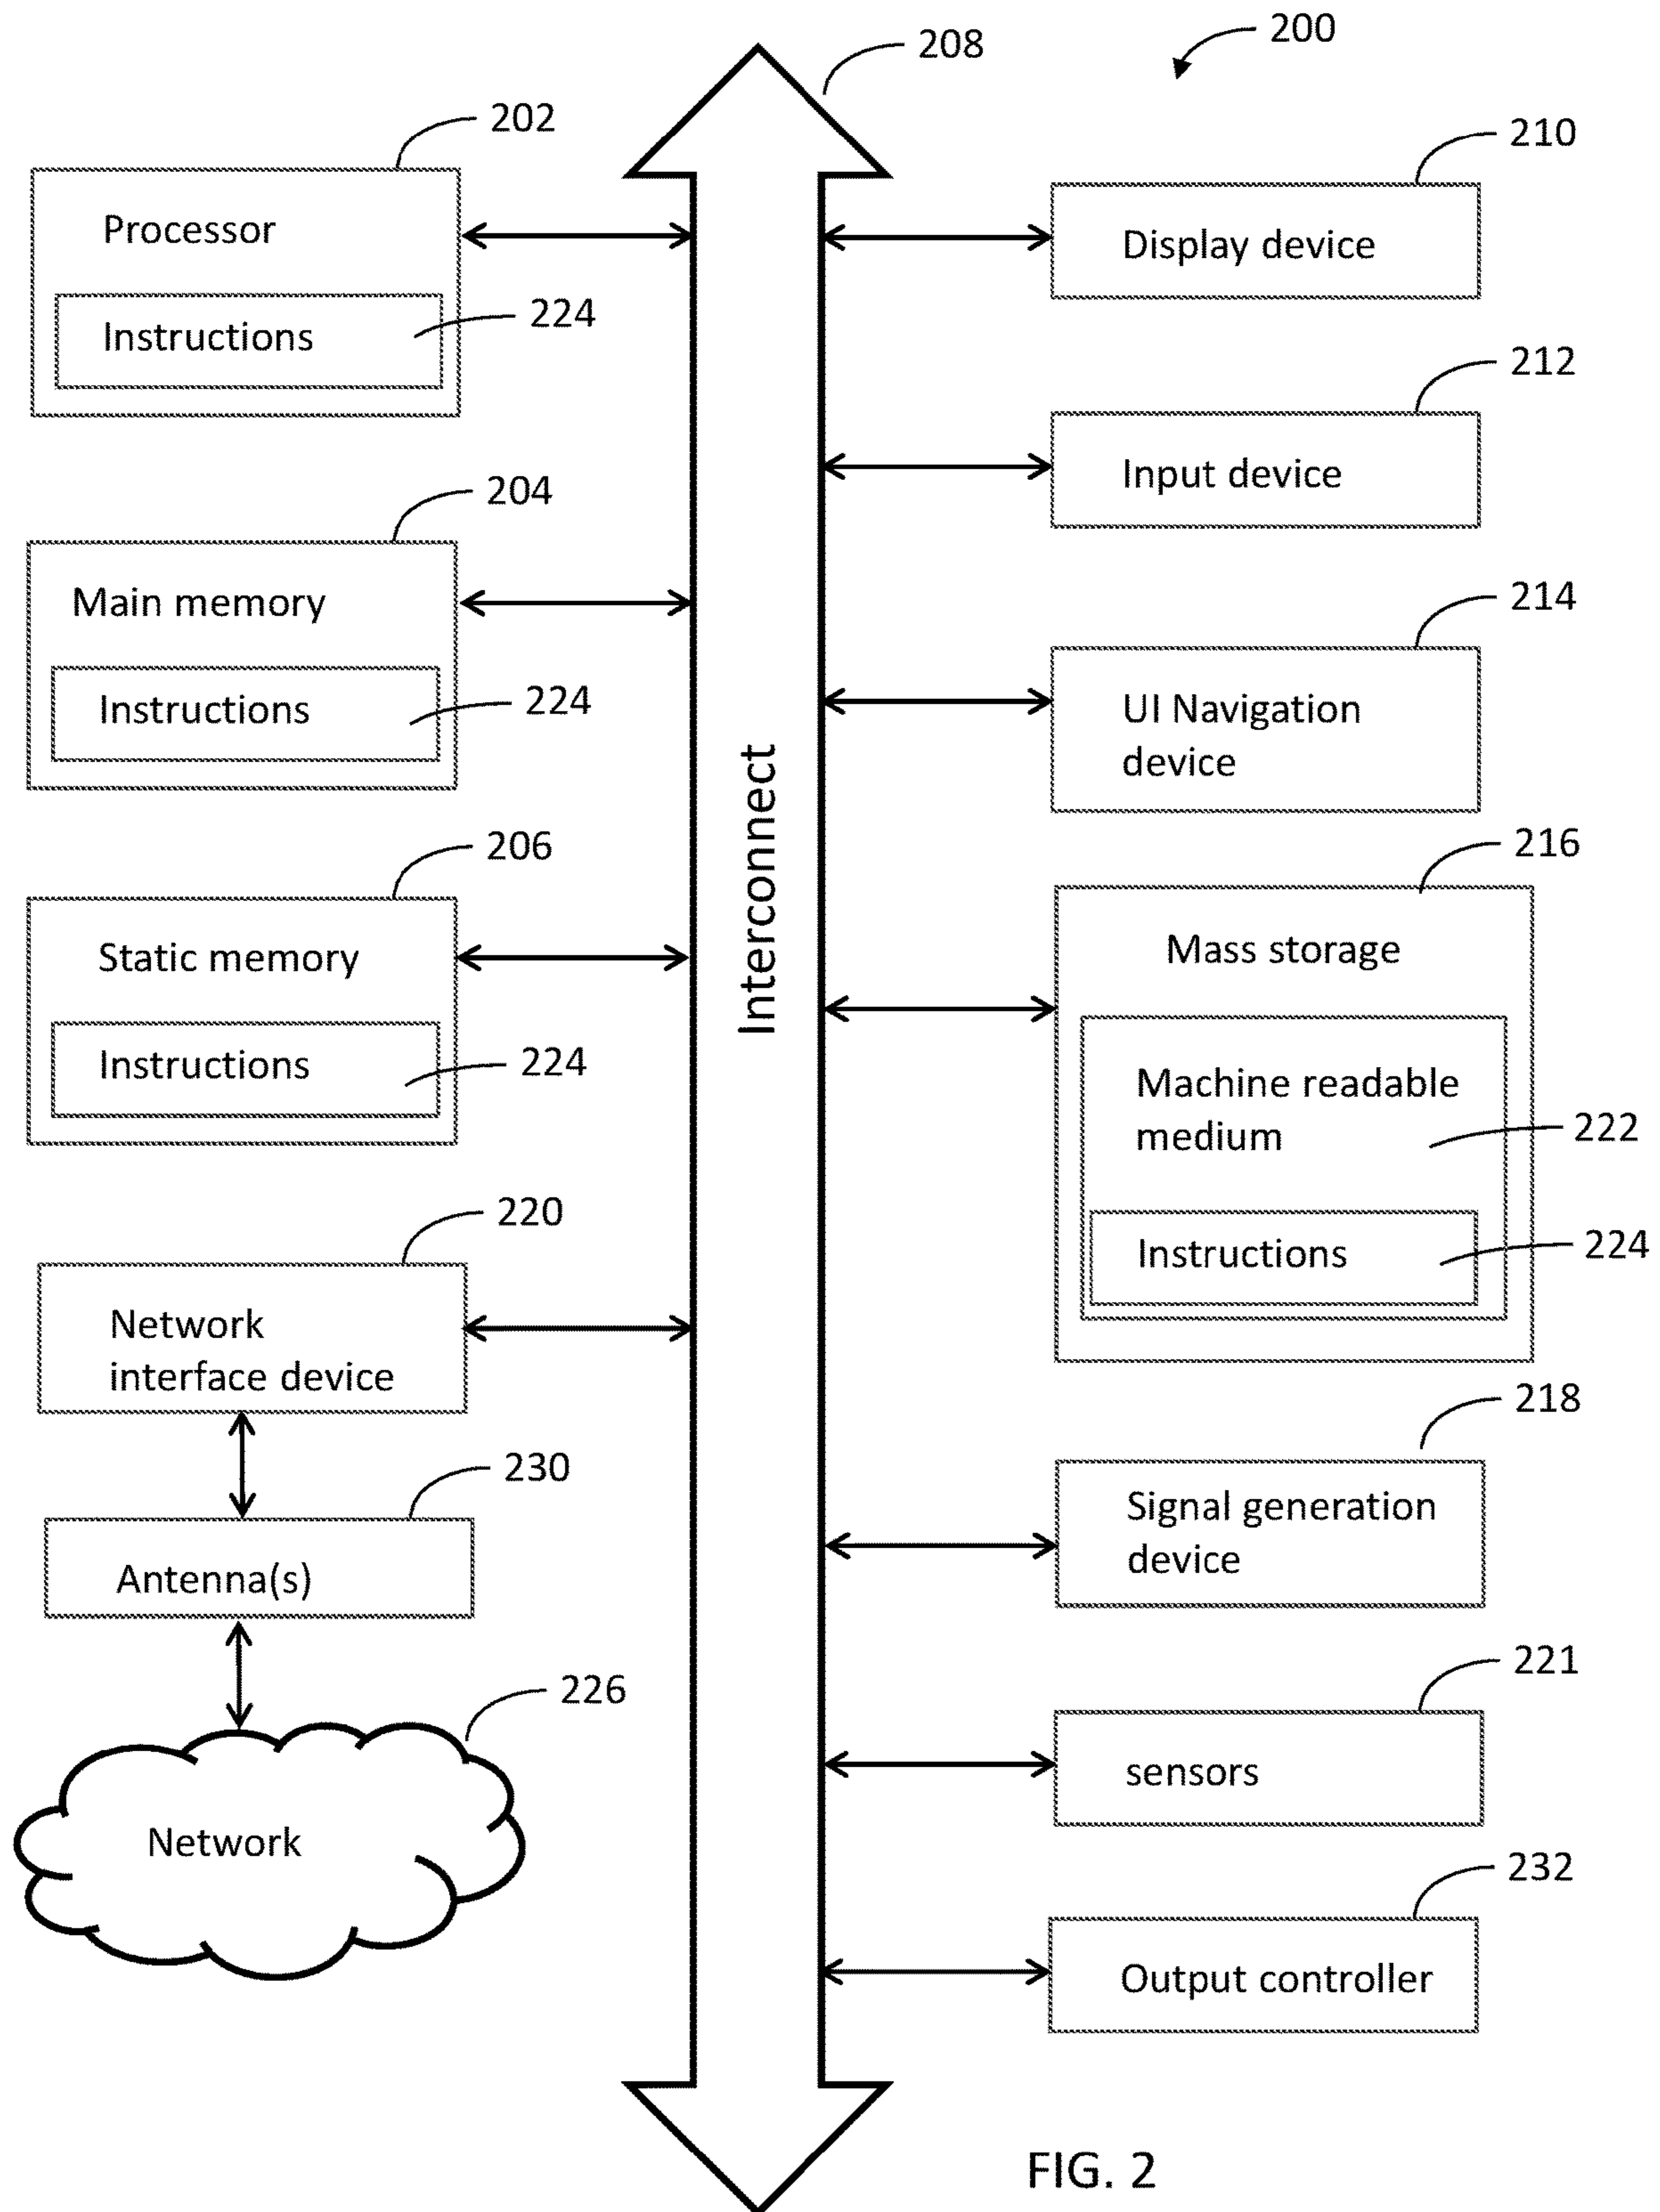 200
208
202
Processor
Instructions
224
204
Main memory
Instructions
224
206
Static memory
Instructions
224
220
Network
interface device
230
Antenna(s)
226
Network
Interconnect
210
Display device
212
Input device
214
UI Navigation
device
216
Mass storage
Machine readable
medium
222
Instructions
224
218
Signal generation
device
221
sensors
232
Output controller
FIG. 2